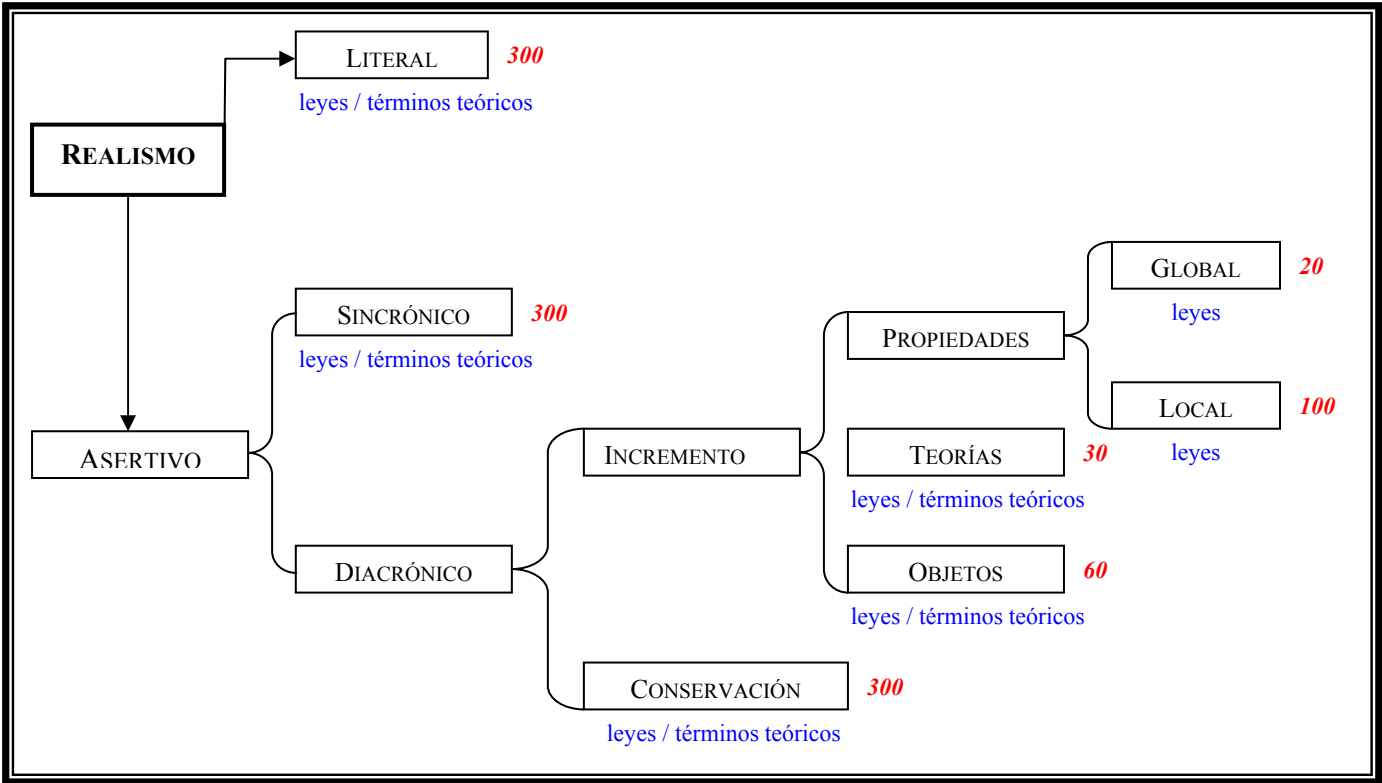 LITERAL 300
leyes / términos teóricos
REALISMO
GLOBAL 20
leyes
SINCRÓNICO 300
leyes / términos teóricos
PROPIEDADES
LOCAL 100
leyes
ASERTIVO
INCREMENTO
TEORÍAS 30
leyes / términos teóricos
DIACRÓNICO
OBJETOS 60
leyes / términos teóricos
CONSERVACIÓN 300
leyes / términos teóricos